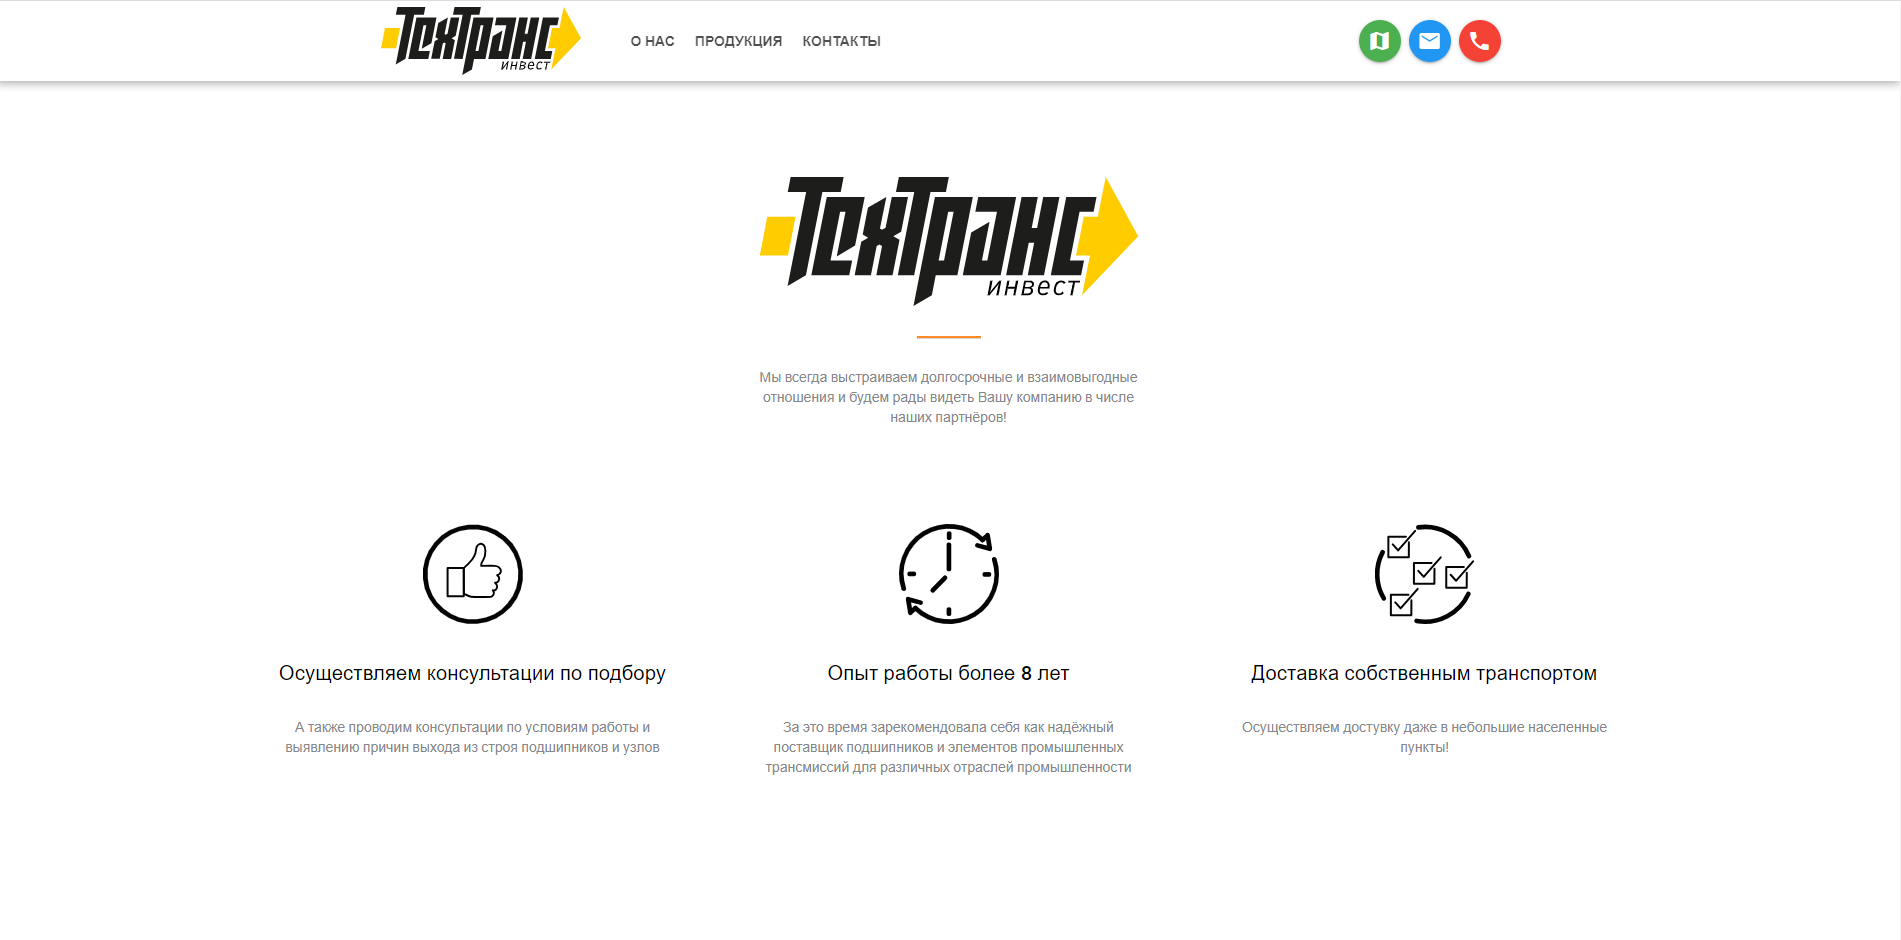 ТехТранс
инвест
О НАС ПРОДУКЦИЯ КОНТАКТЫ
ТехТранс
инвест
Мы всегда выстраиваем долгосрочные и взаимовыгодные
отношения и будем рады видеть Вашу компанию в числе
наших партнёров!
Осуществляем консультации по подбору
А также проводим консультации по условиям работы и
выявлению причин выхода из строя подшипников и узлов
Опыт работы более 8 лет
За это время зарекомендовала себя как надёжный
поставщик подшипников и элементов промышленных
трансмиссий для различных отраслей промышленности
Доставка собственным транспортом
Осуществляем доступку даже в небольшие населенные
пункты!